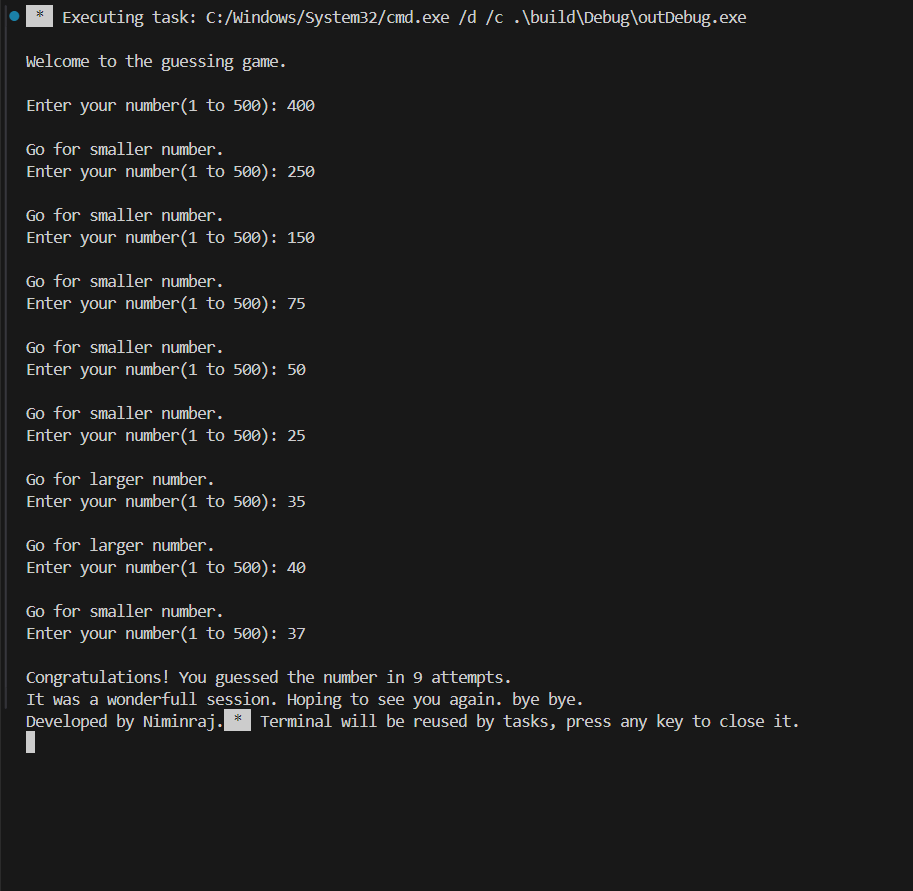 * Executing task: C:/Windows/System32/cmd.exe /d /c .\build\Debug\outDebug.exe
Welcome to the guessing game.
Enter your number(1 to 500): 400
Go for smaller number.
Enter your number(1 to 500): 250
Go for smaller number.
Enter your number(1 to 500): 150
Go for smaller number.
Enter your number(1 to 500): 75
Go for smaller number.
Enter your number(1 to 500): 50
Go for smaller number.
Enter your number(1 to 500): 25
Go for larger number.
Enter your number(1 to 500): 35
Go for larger number.
Enter your number(1 to 500): 40
Go for smaller number.
Enter your number(1 to 500): 37
Congratulations! You guessed the number in 9 attempts.
It was a wonderfull session. Hoping to see you again. bye bye.
Developed by Niminraj. * Terminal will be reused by tasks, press any key to close it.